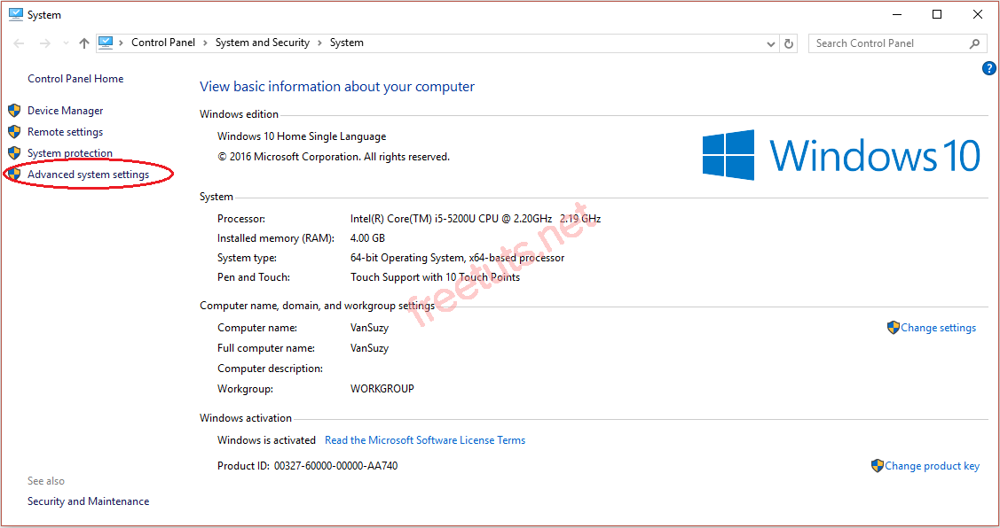 System
Control Panel > System and Security > System
Search Control Panel
?
Control Panel Home
Device Manager
Remote settings
System protection
Advanced system settings
View basic information about your computer
Windows edition
Windows 10 Home Single Language
© 2016 Microsoft Corporation. All rights reserved.
Windows 10
System
Processor: Intel(R) Core(TM) i5-5200U CPU @ 2.20GHz 2.19 GHz
Installed memory (RAM): 4.00 GB
System type: 64-bit Operating System, x64-based processor
Pen and Touch: Touch Support with 10 Touch Points
freetuts.net
Computer name, domain, and workgroup settings
Computer name: VanSuzy
Change settings
Full computer name: VanSuzy
Computer description:
Workgroup: WORKGROUP
Windows activation
Windows is activated Read the Microsoft Software License Terms
Product ID: 00327-60000-00000-AA740
Change product key
See also
Security and Maintenance